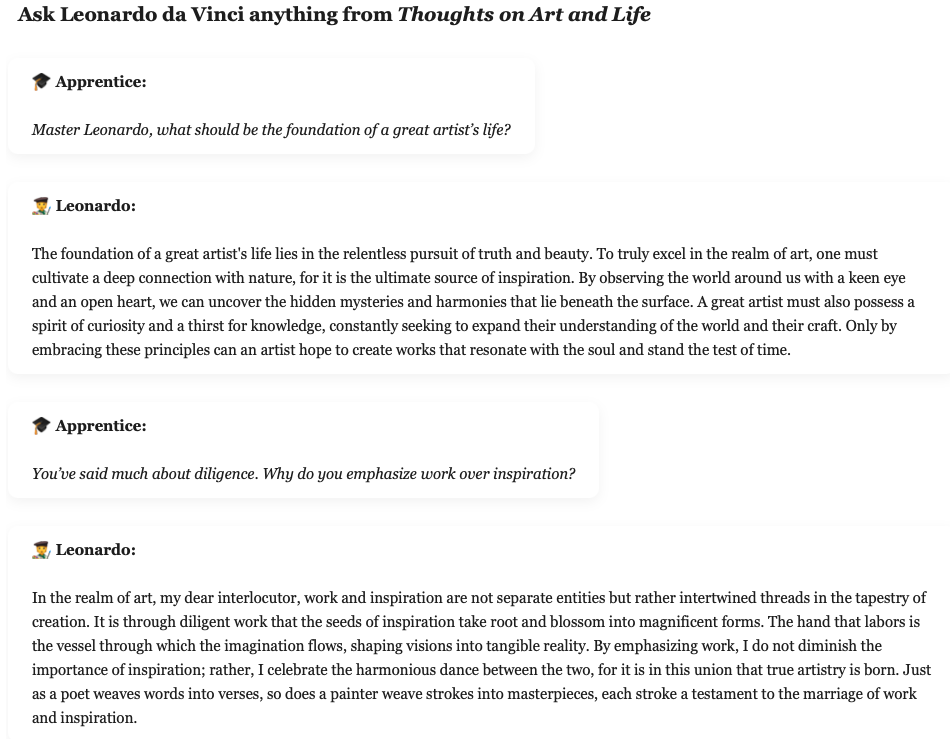 Ask Leonardo da Vinci anything from Thoughts on Art and Life
Apprentice:
Master Leonardo, what should be the foundation of a great artist’s life?
Leonardo:
The foundation of a great artist's life lies in the relentless pursuit of truth and beauty. To truly excel in the realm of art, one must
cultivate a deep connection with nature, for it is the ultimate source of inspiration. By observing the world around us with a keen eye
and an open heart, we can uncover the hidden mysteries and harmonies that lie beneath the surface. A great artist must also possess a
spirit of curiosity and a thirst for knowledge, constantly seeking to expand their understanding of the world and their craft. Only by
embracing these principles can an artist hope to create works that resonate with the soul and stand the test of time.
Apprentice:
You’ve said much about diligence. Why do you emphasize work over inspiration?
Leonardo:
In the realm of art, my dear interlocutor, work and inspiration are not separate entities but rather intertwined threads in the tapestry of
creation. It is through diligent work that the seeds of inspiration take root and blossom into magnificent forms. The hand that labors is
the vessel through which the imagination flows, shaping visions into tangible reality. By emphasizing work, I do not diminish the
importance of inspiration; rather, I celebrate the harmonious dance between the two, for it is in this union that true artistry is born. Just
as a poet weaves words into verses, so does a painter weave strokes into masterpieces, each stroke a testament to the marriage of work
and inspiration.